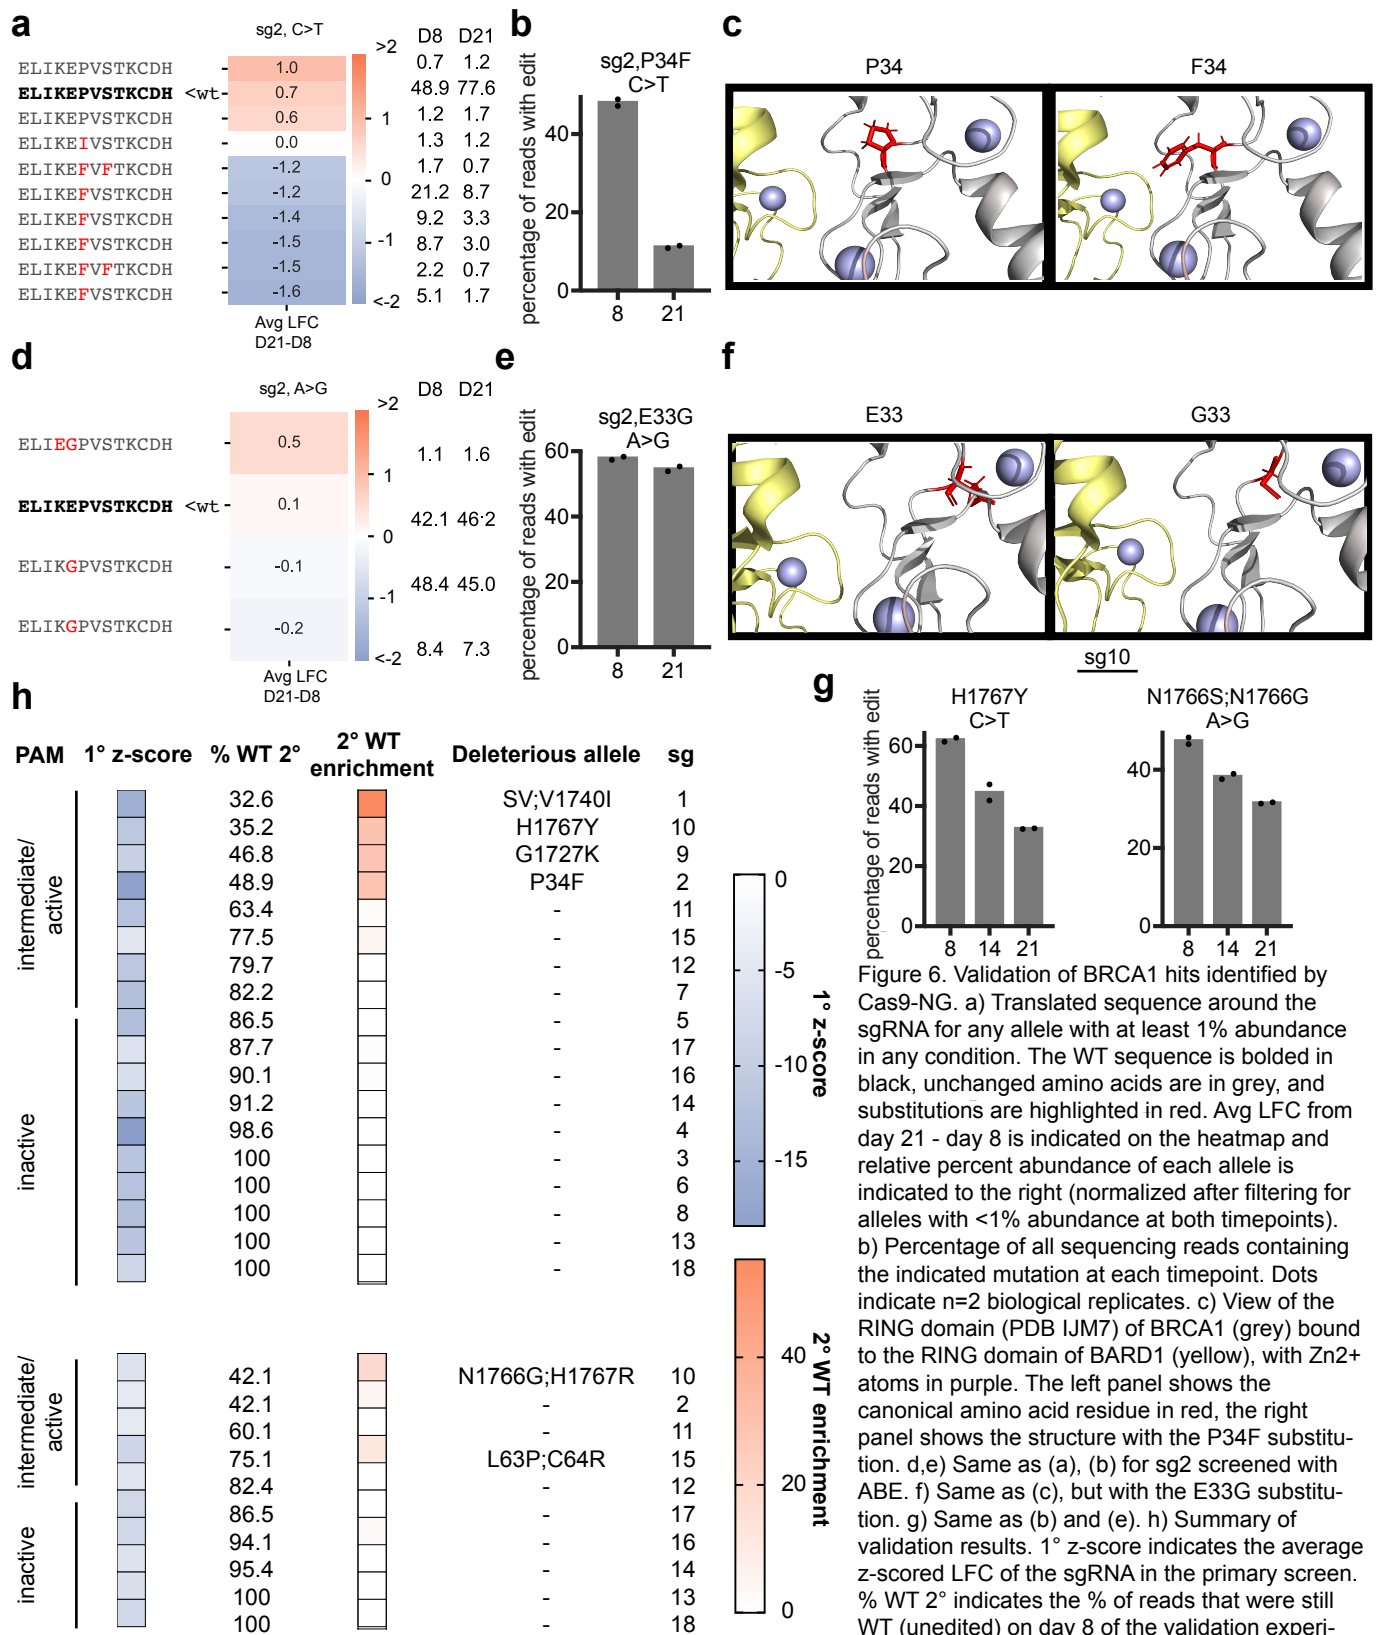 a
sg2, C>T
D8 D21
>2
ELIKEPVSTKCDH 1.0 0.7 1.2
ELIKEPVSTKCDH <wt 0.7 48.9 77.6
ELIKEPVSTKCDH 0.6 1 1.2 1.7
ELIKEIVSTKCDH 0.0 1.3 1.2
ELIKEFVFTKCDH -1.2 0 1.7 0.7
ELIKEFVSTKCDH -1.2 21.2 8.7
ELIKEFVSTKCDH -1.4 9.2 3.3
ELIKEFVSTKCDH -1.5 -1 8.7 3.0
ELIKEFVFTKCDH -1.5 2.2 0.7
ELIKEFVSTKCDH -1.6 <-2 5.1 1.7
Avg LFC
D21-D8
b
sg2,P34F
C>T
percentage of reads with edit
40
20
0
8 21
c
P34 F34
d
sg2, A>G
D8 D21
>2
ELIEGPVSTKCDH 0.5 1.1 1.6
1
ELIKEPVSTKCDH <wt 0.1 42.1 46.2
0
ELIKGPVSTKCDH -0.1 48.4 45.0
-1
ELIKGPVSTKCDH -0.2 8.4 7.3
<-2
Avg LFC
D21-D8
e
sg2,E33G
A>G
percentage of reads with edit
60
40
20
0
8 21
f
E33 G33
g
sg10
H1767Y
C>T
percentage of reads with edit
60
40
20
0
8 14 21
N1766S;N1766G
A>G
40
20
0
8 14 21
h
PAM 1° z-score % WT 2° 2° WT enrichment Deleterious allele sg
intermediate/
active
32.6 SV;V1740I 1
35.2 H1767Y 10
46.8 G1727K 9
48.9 P34F 2
63.4 - 11
77.5 - 15
79.7 - 12
82.2 - 7
inactive
86.5 - 5
87.7 - 17
90.1 - 16
91.2 - 14
98.6 - 4
100 - 3
100 - 6
100 - 8
100 - 13
100 - 18
intermediate/
active
42.1 N1766G;H1767R 10
42.1 - 2
60.1 - 11
75.1 L63P;C64R 15
82.4 - 12
inactive
86.5 - 17
94.1 - 16
95.4 - 14
100 - 13
100 - 18
0
-5
-10
-15
1° z-score
40
20
0
2° WT enrichment
Figure 6. Validation of BRCA1 hits identified by
Cas9-NG. a) Translated sequence around the
sgRNA for any allele with at least 1% abundance
in any condition. The WT sequence is bolded in
black, unchanged amino acids are in grey, and
substitutions are highlighted in red. Avg LFC from
day 21 - day 8 is indicated on the heatmap and
relative percent abundance of each allele is
indicated to the right (normalized after filtering for
alleles with <1% abundance at both timepoints).
b) Percentage of all sequencing reads containing
the indicated mutation at each timepoint. Dots
indicate n=2 biological replicates. c) View of the
RING domain (PDB IJM7) of BRCA1 (grey) bound
to the RING domain of BARD1 (yellow), with Zn2+
atoms in purple. The left panel shows the
canonical amino acid residue in red, the right
panel shows the structure with the P34F substitu-
tion. d,e) Same as (a), (b) for sg2 screened with
ABE. f) Same as (c), but with the E33G substitu-
tion. g) Same as (b) and (e). h) Summary of
validation results. 1° z-score indicates the average
z-scored LFC of the sgRNA in the primary screen.
% WT 2° indicates the % of reads that were still
WT (unedited) on day 8 of the validation experi-